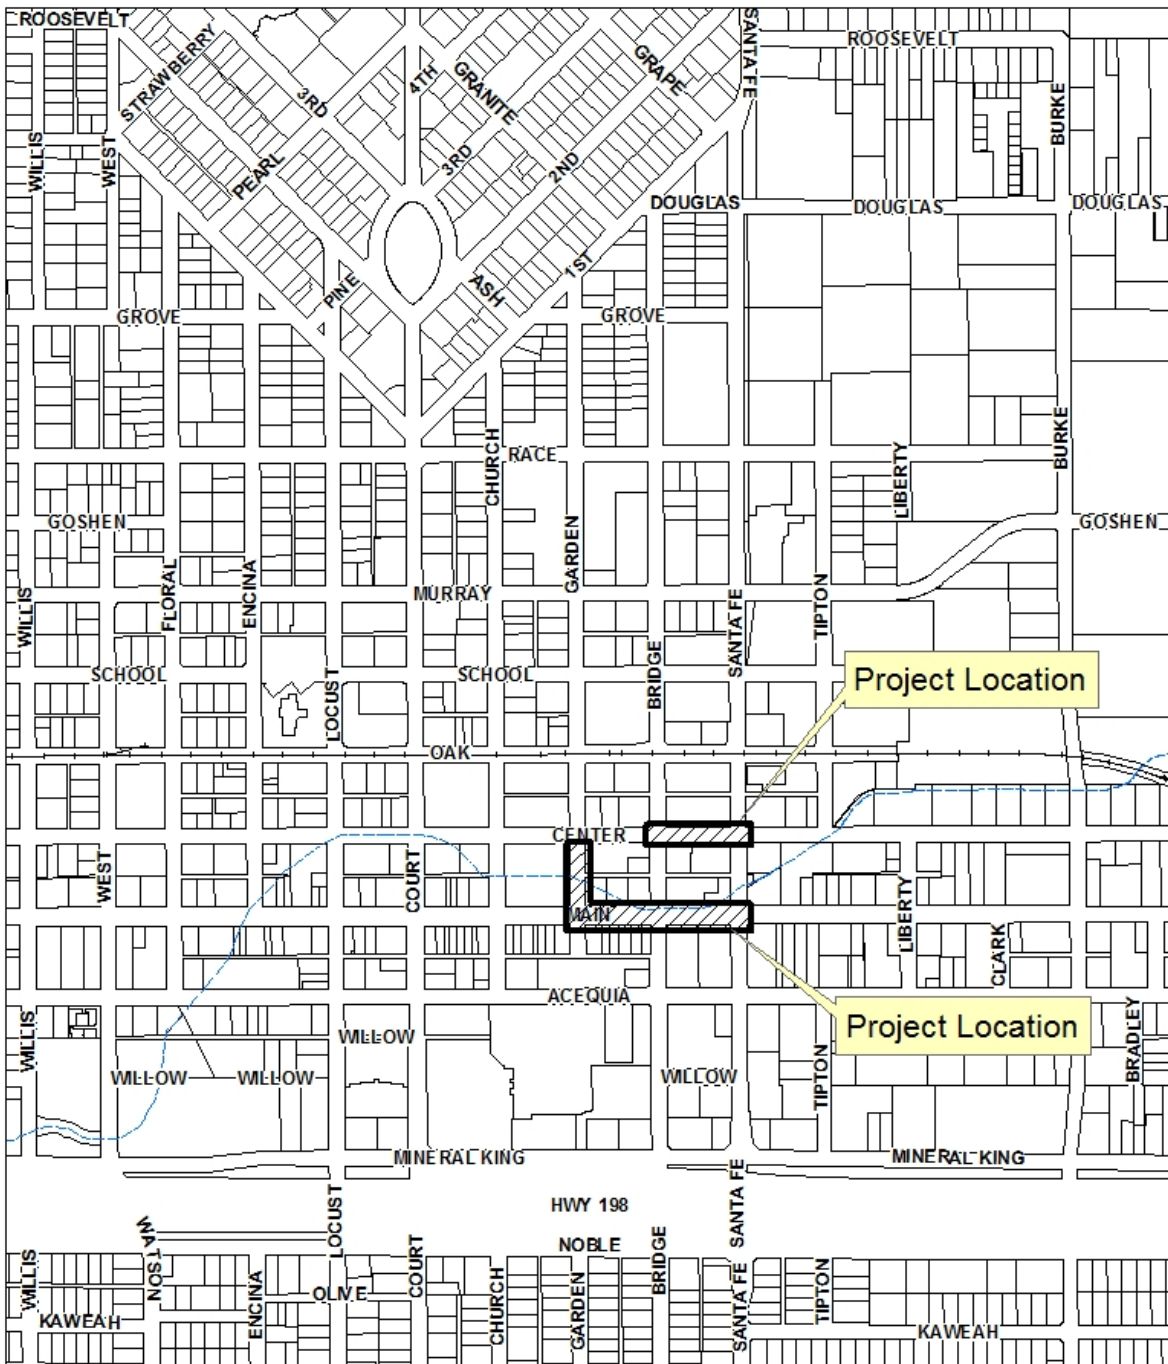 ROOSEVELT
SANTA FE
ROOSEVELT
STRAWBERRY
3RD
4TH
GRANITE
GRAPE
BURKE
WILLIS
WEST
PEARL
3RD
2ND
DOUGLAS
DOUGLAS
DOUGLAS
PINE
ASH
1ST
GROVE
GROVE
CHURCH
RACE
LIBERTY
BURKE
GOSHEN
GOSHEN
GARDEN
WILLIS
FLORAL
ENCINA
MURRAY
SANTA FE
TIPTON
SCHOOL
LOCUST
SCHOOL
BRIDGE
Project Location
OAK
CENTER
WEST
COURT
MAIN
LIBERTY
CLARK
ACEQUIA
WILLIS
WILLOW
Project Location
BRADLEY
WILLOW
WILLOW
WILLOW
TIPTON
MINERAL KING
MINERAL KING
LOCUST
HWY 198
SANTA FE
WATSON
NOBLE
BRIDGE
WILLIS
ENCINA
OLIVE
COURT
CHURCH
GARDEN
SANTA FE
TIPTON
KAWEAH
KAWEAH